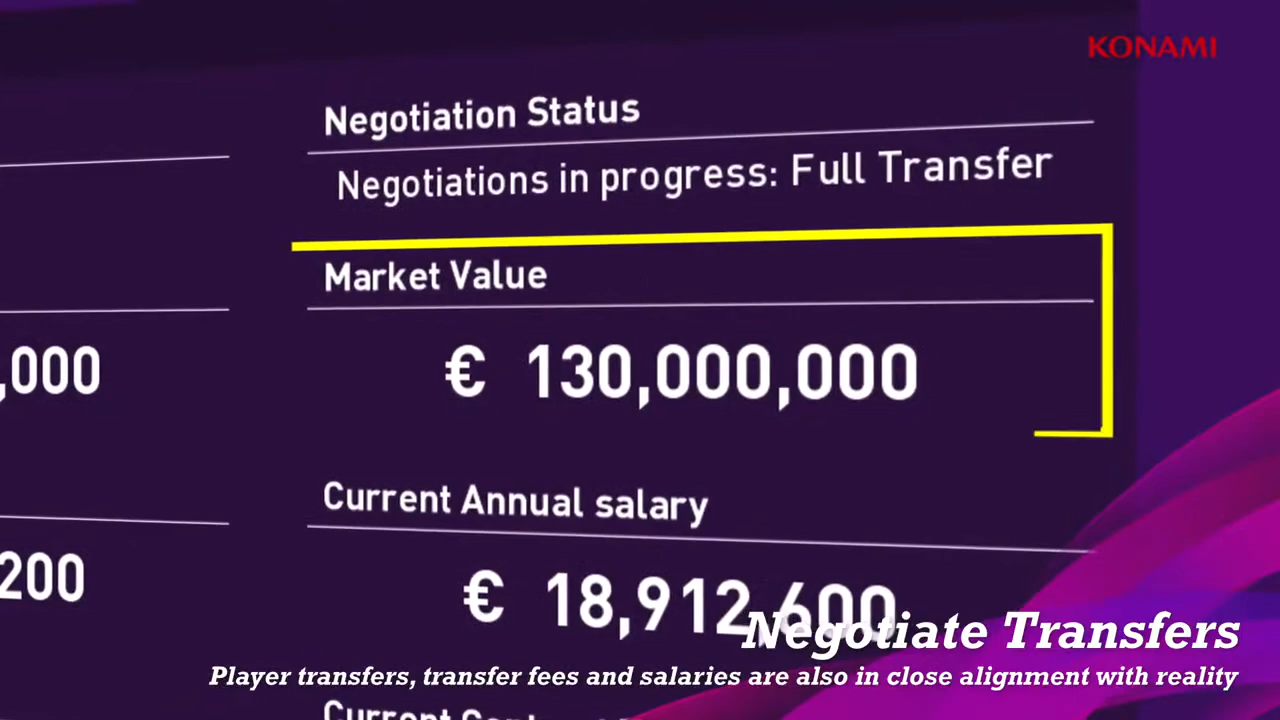 KONAMI
Negotiation Status
Negotiations in progress: Full Transfer
Market Value
,000
€ 130,000,000
Current Annual salary
200
€ 18,912,600
Negotiate Transfers
Player transfers, transfer fees and salaries are also in close alignment with reality
Current